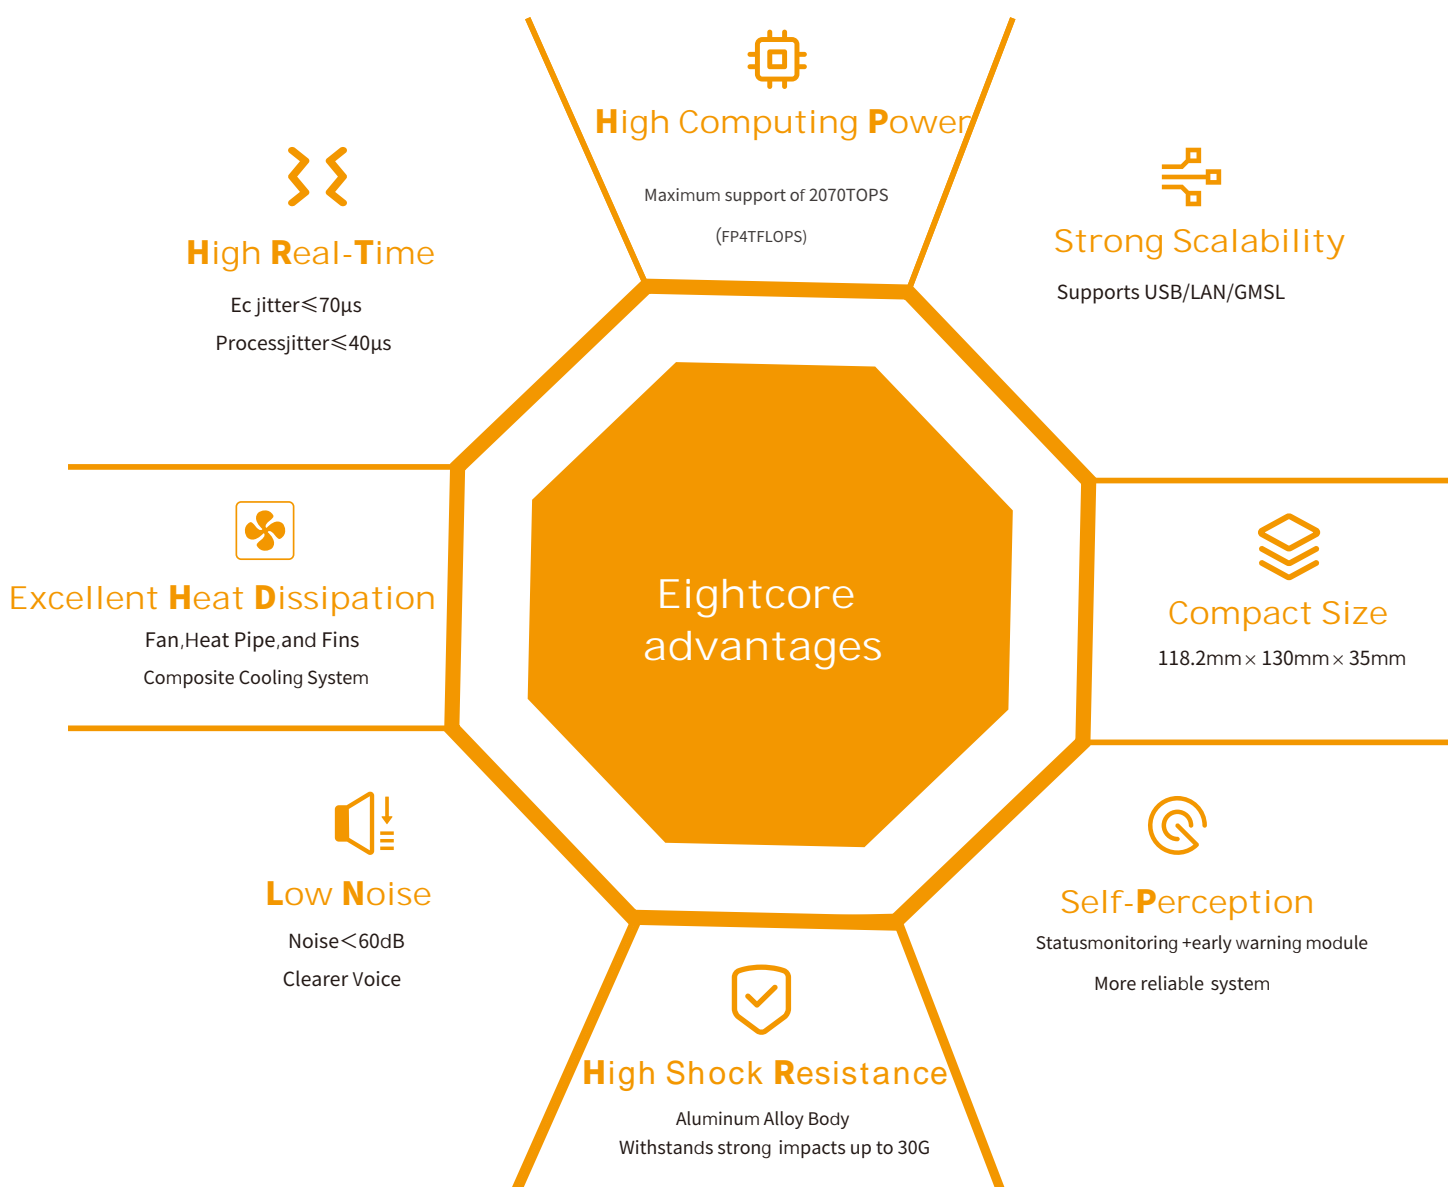 High Computing Power
Maximum support of 2070TOPS
(FP4TFLOPS)
High Real-Time
Ec jitter≤70μs
Processjitter≤40μs
Strong Scalability
Supports USB/LAN/GMSL
Excellent Heat Dissipation
Fan,Heat Pipe,and Fins
Composite Cooling System
Eightcore
advantages
Compact Size
118.2mm×130mm×35mm
Low Noise
Noise<60dB
Clearer Voice
Self-Perception
Statusmonitoring +early warning module
More reliable system
High Shock Resistance
Aluminum Alloy Body
Withstands strong impacts up to 30G